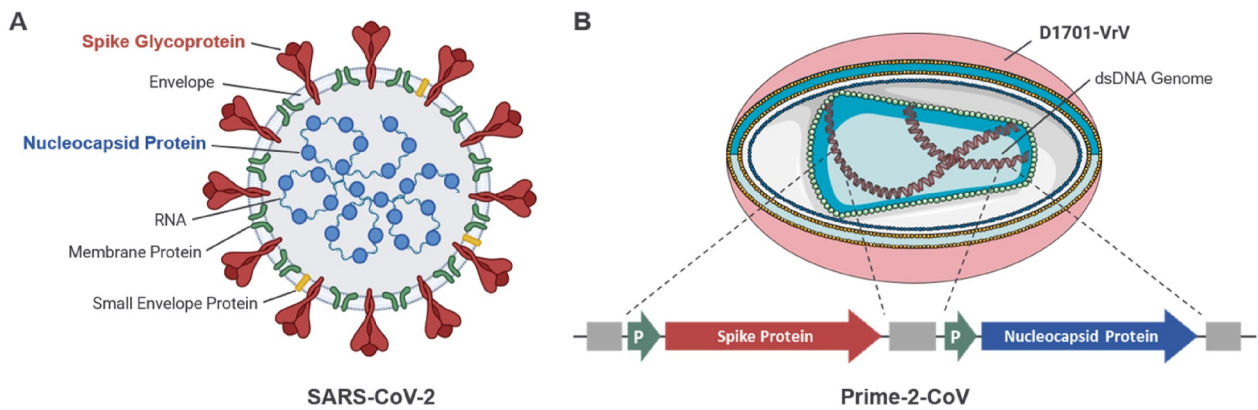 A
Spike Glycoprotein
Envelope
Nucleocapsid Protein
RNA
Membrane Protein
Small Envelope Protein
SARS-CoV-2
B
D1701-VrV
dsDNA Genome
P
Spike Protein
P
Nucleocapsid Protein
Prime-2-CoV